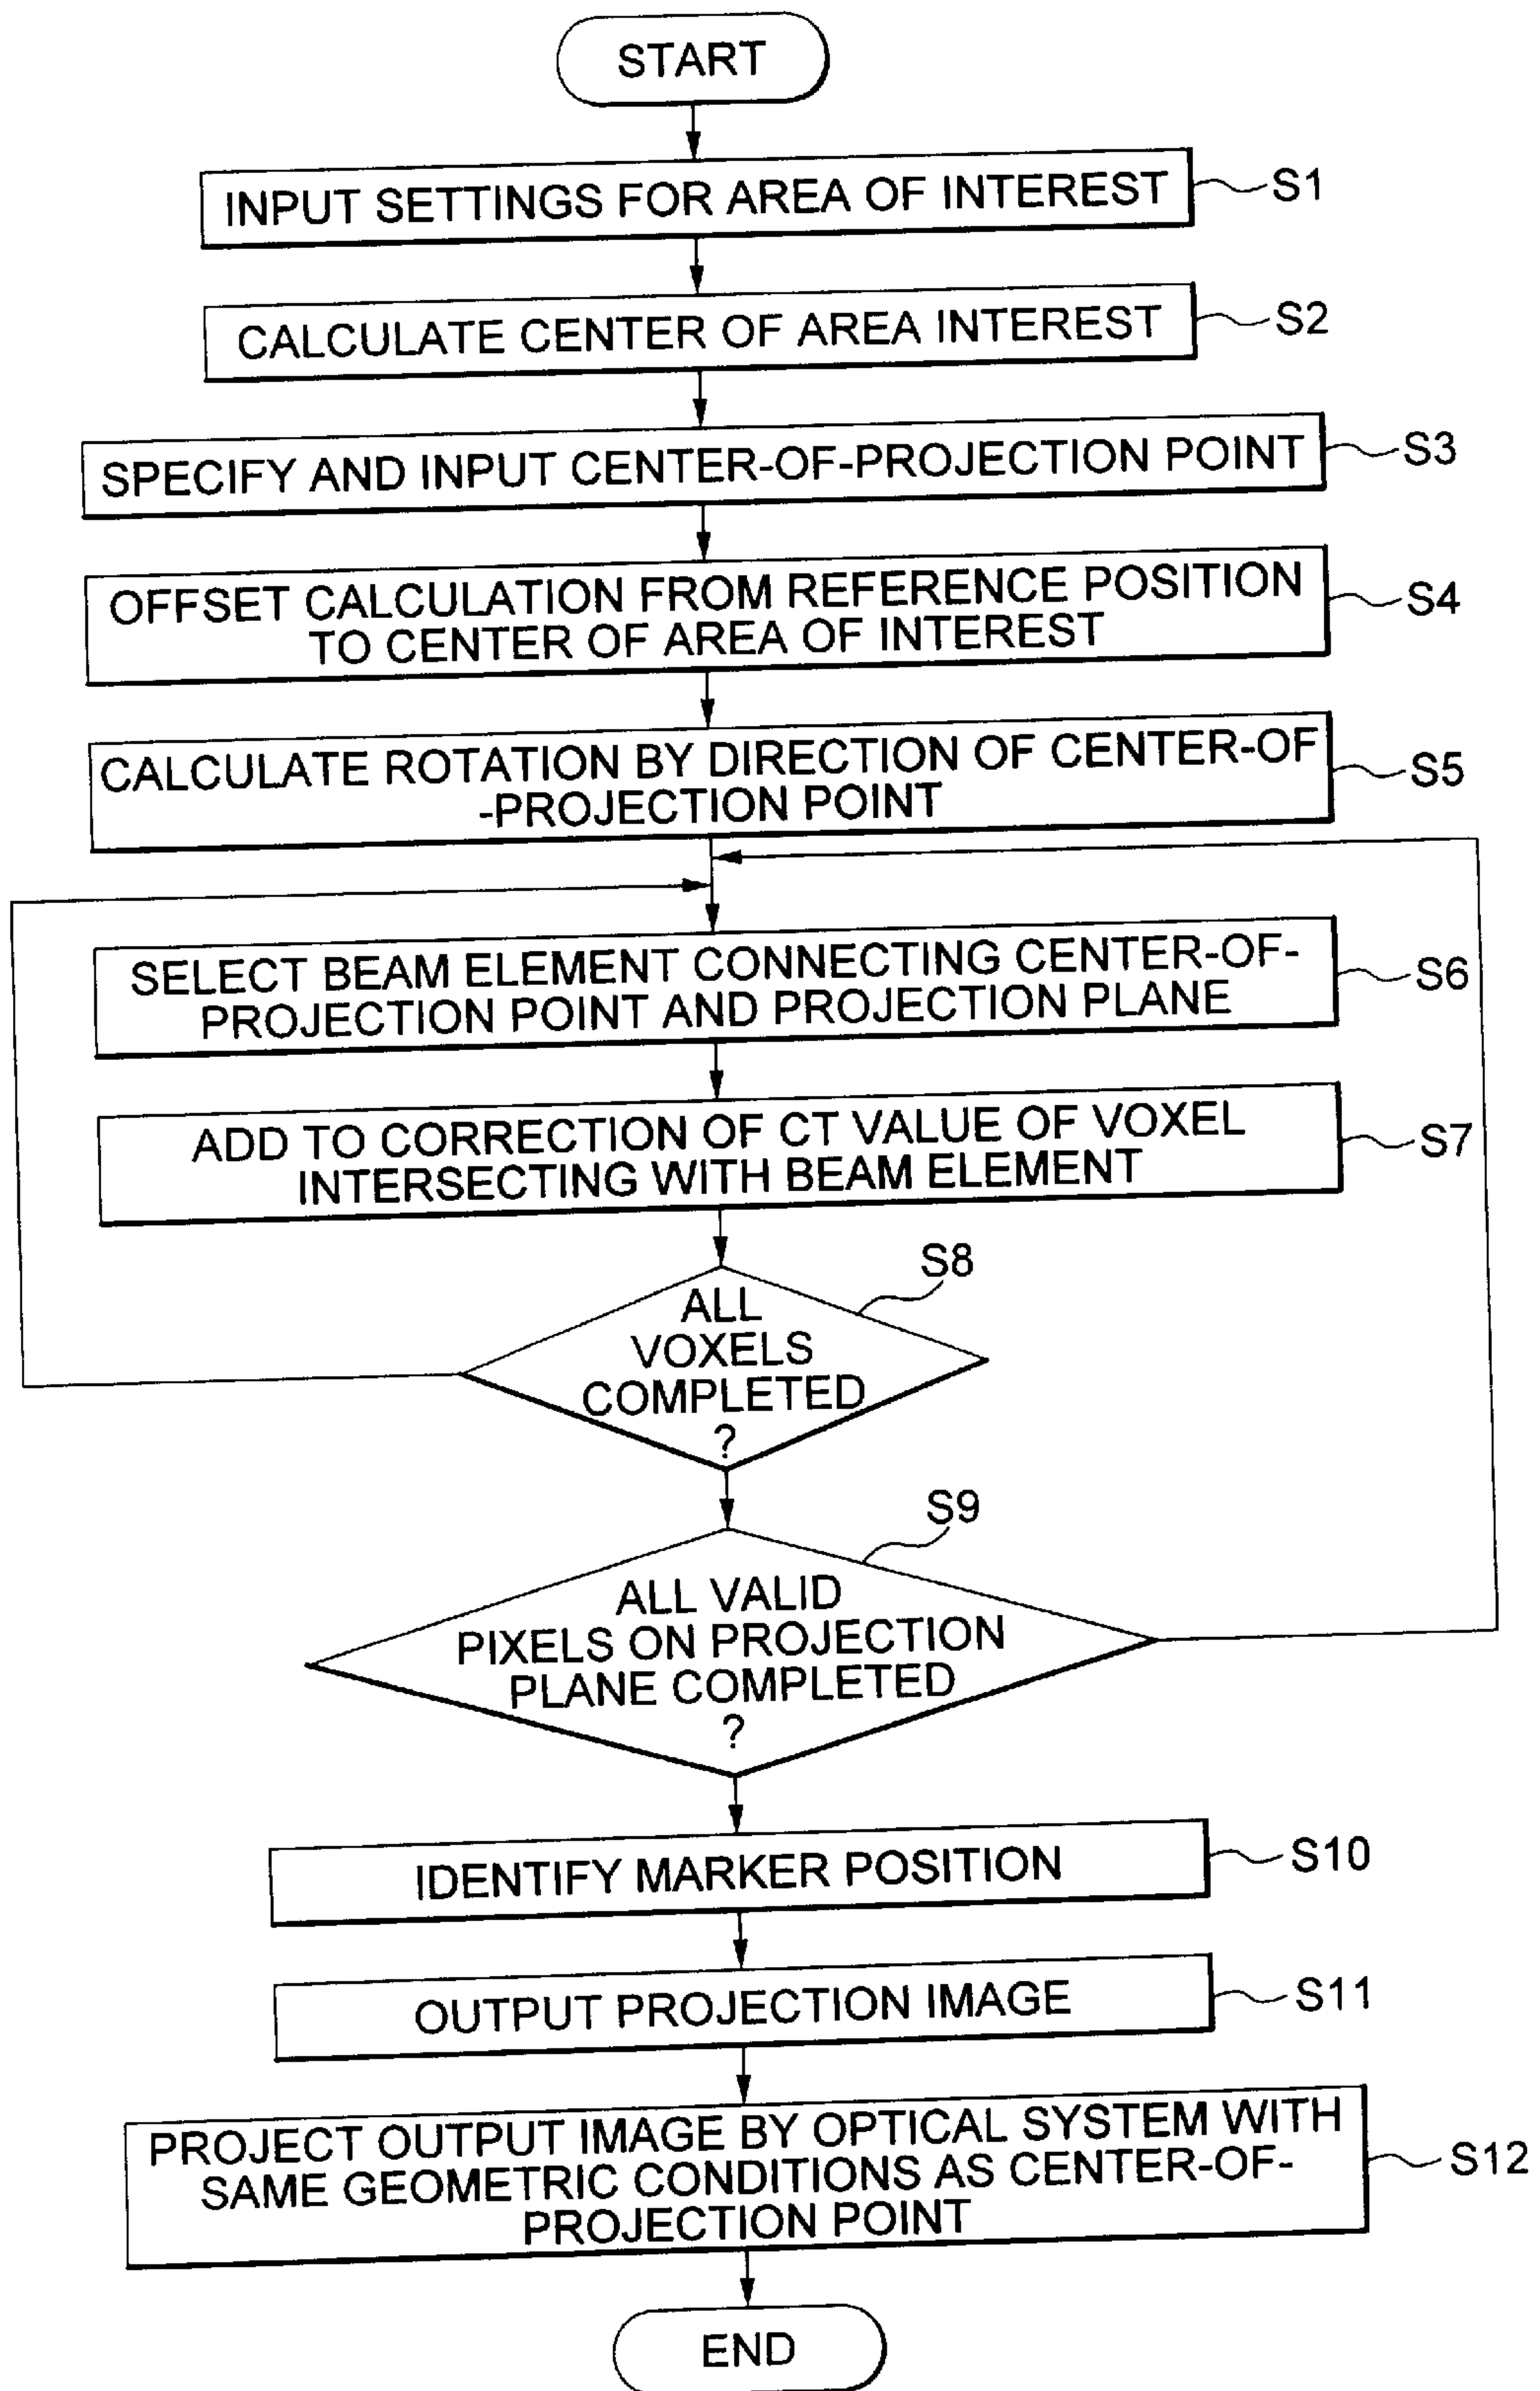 START
INPUT SETTINGS FOR AREA OF INTEREST
S1
CALCULATE CENTER OF AREA INTEREST
S2
SPECIFY AND INPUT CENTER-OF-PROJECTION POINT
S3
OFFSET CALCULATION FROM REFERENCE POSITION
TO CENTER OF AREA OF INTEREST
S4
CALCULATE ROTATION BY DIRECTION OF CENTER-OF
-PROJECTION POINT
S5
SELECT BEAM ELEMENT CONNECTING CENTER-OF-
PROJECTION POINT AND PROJECTION PLANE
S6
ADD TO CORRECTION OF CT VALUE OF VOXEL
INTERSECTING WITH BEAM ELEMENT
S7
S8
ALL
VOXELS
COMPLETED
?
S9
ALL VALID
PIXELS ON PROJECTION
PLANE COMPLETED
?
IDENTIFY MARKER POSITION
S10
OUTPUT PROJECTION IMAGE
S11
PROJECT OUTPUT IMAGE BY OPTICAL SYSTEM WITH
SAME GEOMETRIC CONDITIONS AS CENTER-OF-
PROJECTION POINT
S12
END